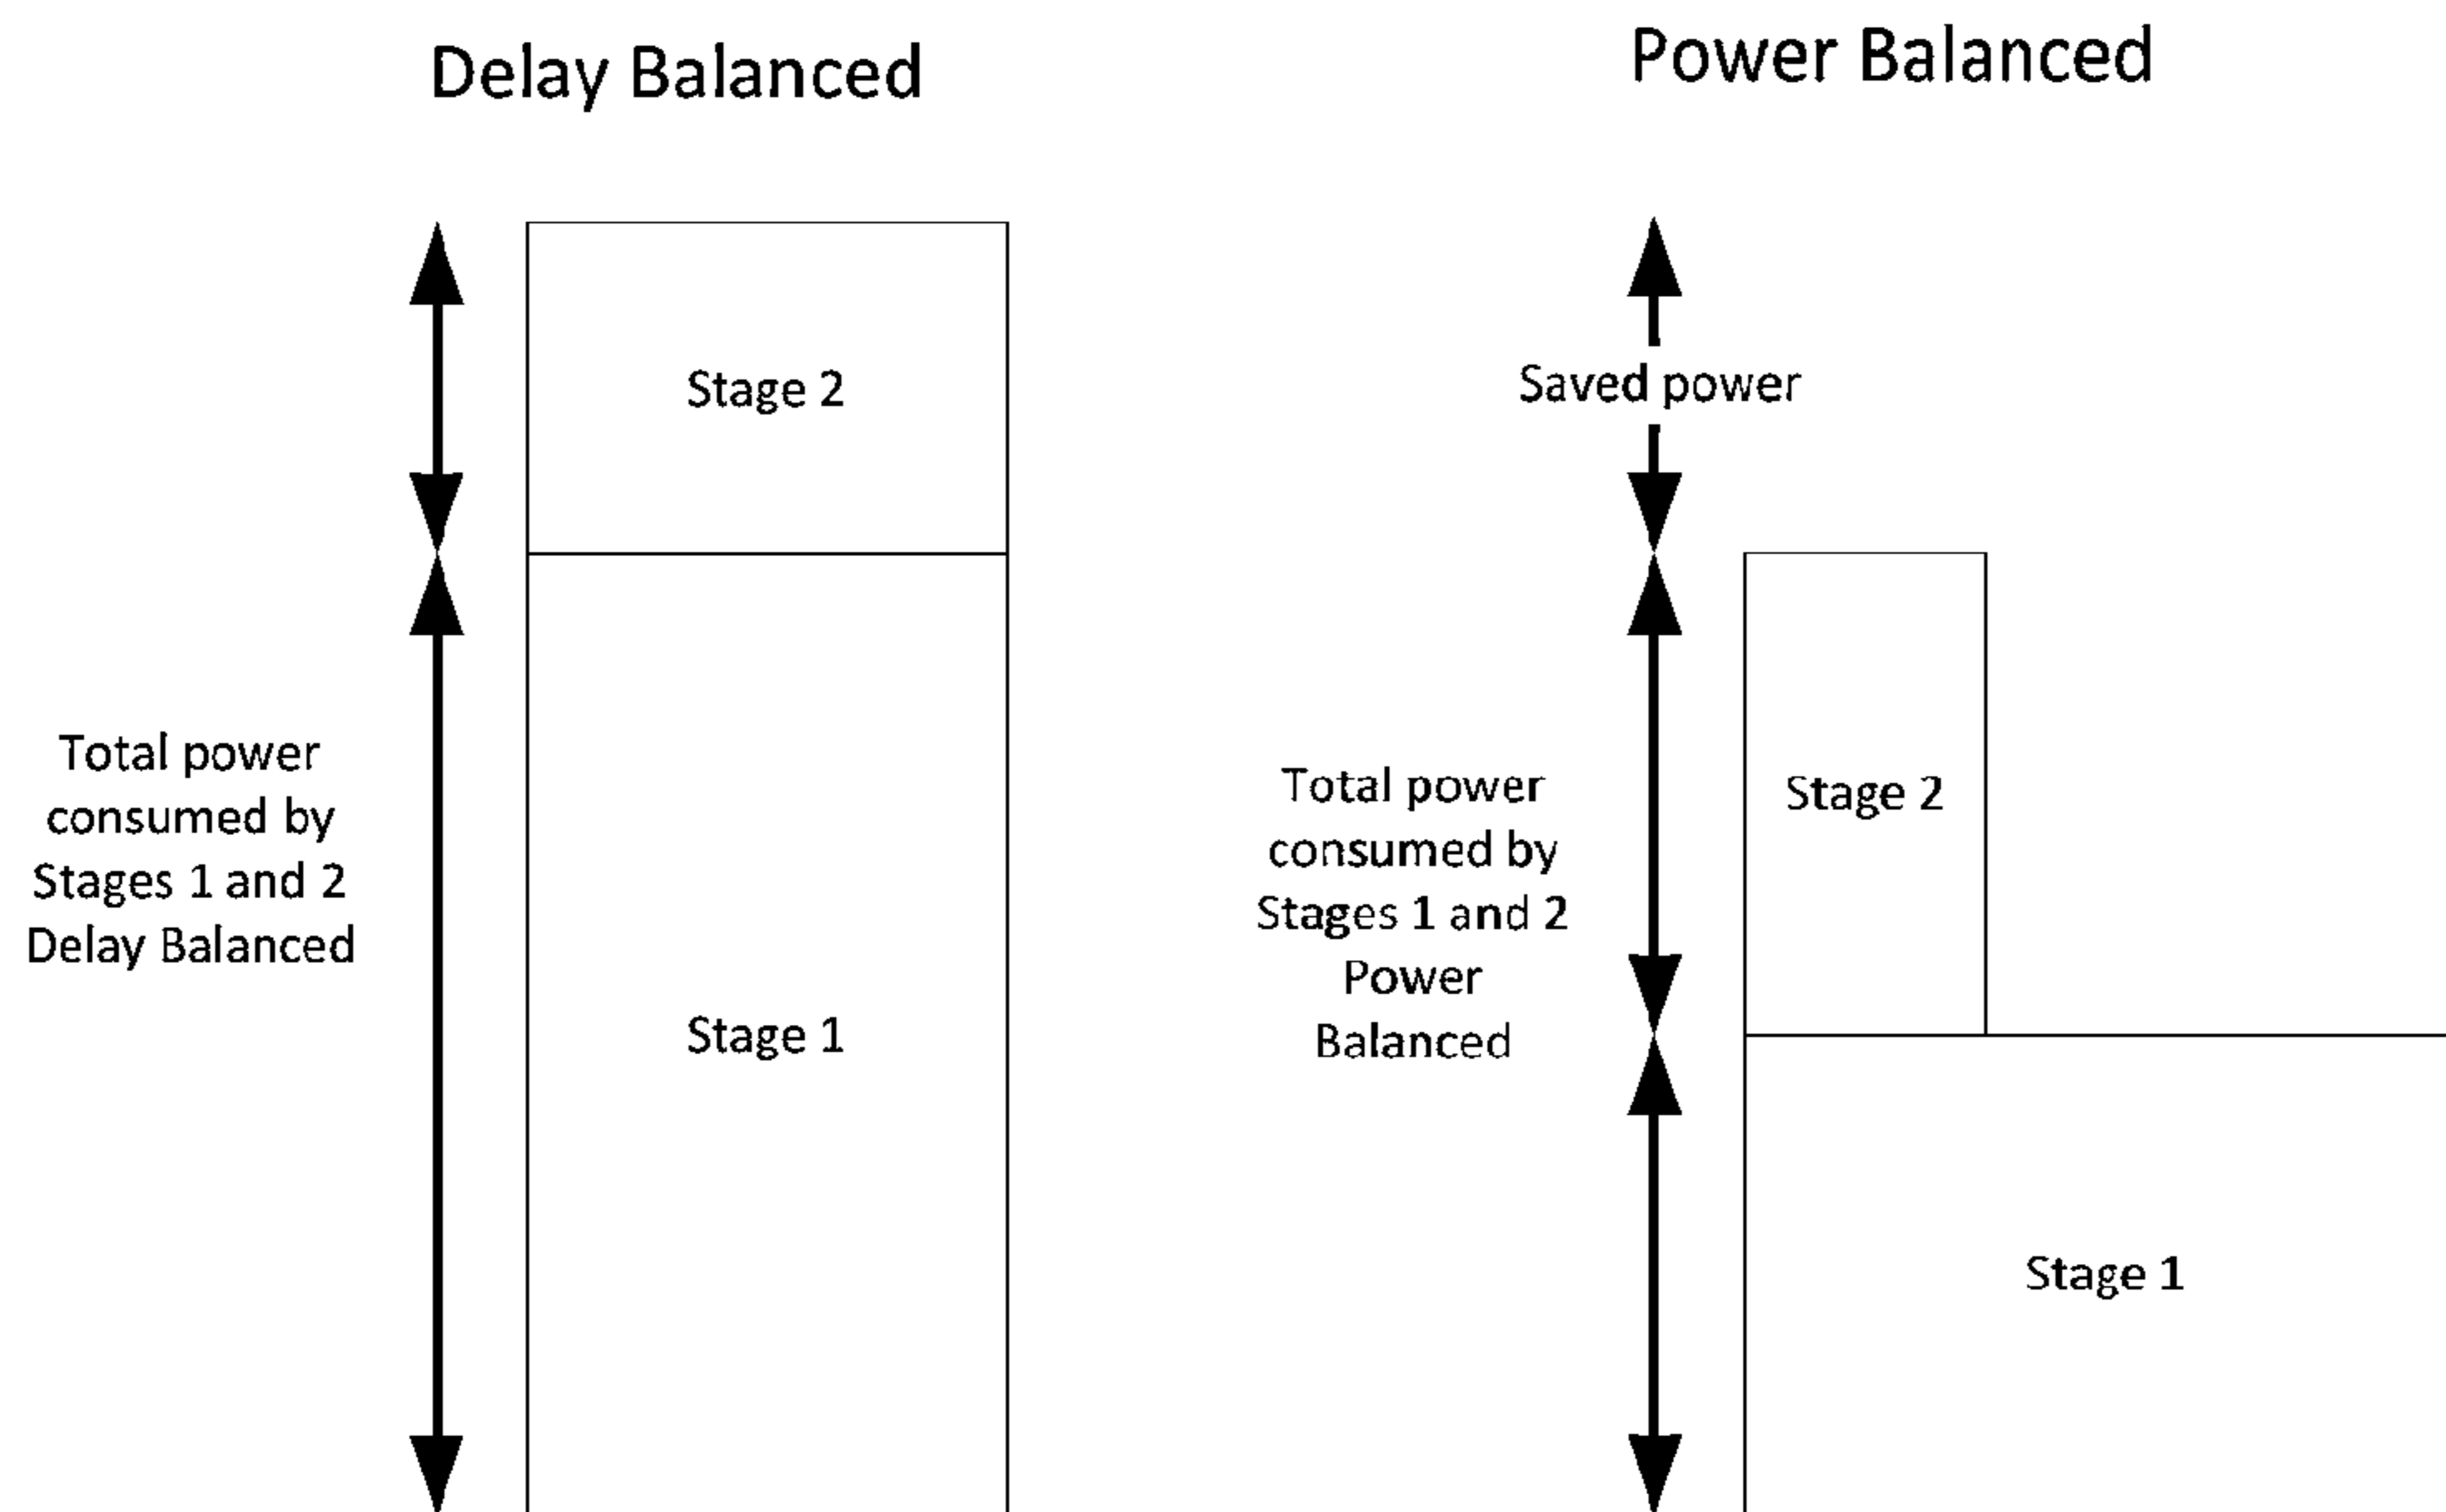 Delay Balanced
Stage 2
Total power
consumed by
Stages 1 and 2
Delay Balanced
Stage 1
Power Balanced
Saved power
Total power
consumed by
Stages 1 and 2
Power
Balanced
Stage 2
Stage 1